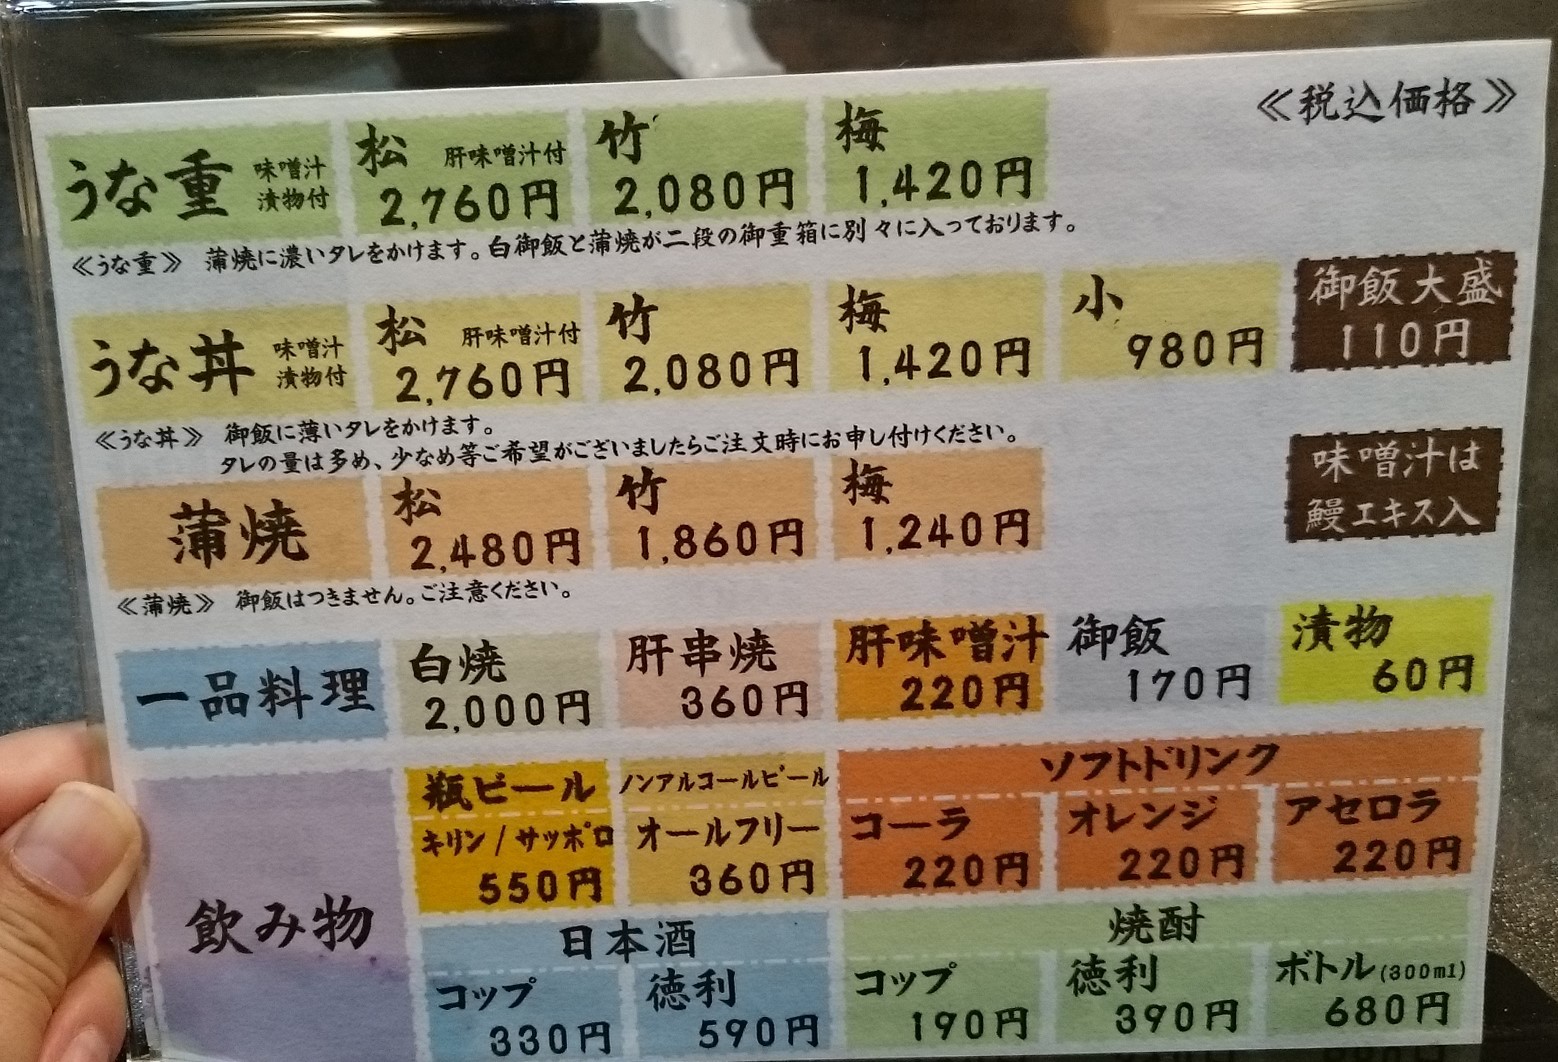 ≪税込価格≫
うな重 味噌汁 漬物付
松 肝味噌汁付 2,760円
竹 2,080円
梅 1,420円
≪うな重≫ 蒲焼に濃いタレをかけます。白御飯と蒲焼が二段の御重箱に別々に入っております。
うな丼 味噌汁 漬物付
松 肝味噌汁付 2,760円
竹 2,080円
梅 1,420円
小 980円
御飯大盛
110円
≪うな丼≫ 御飯に薄いタレをかけます。
タレの量は多め、少なめ等ご希望がございましたらご注文時にお申し付けください。
蒲焼
松 2,480円
竹 1,860円
梅 1,240円
味噌汁は
鰻エキス入
≪蒲焼≫ 御飯はつきません。ご注意ください。
一品料理
白焼 2,000円
肝串焼 360円
肝味噌汁 220円
御飯 170円
漬物 60円
飲み物
瓶ビール
キリン/サッポロ
550円
ノンアルコールビール
オールフリー
360円
ソフトドリンク
コーラ 220円
オレンジ 220円
アセロラ 220円
日本酒
コップ 330円
徳利 590円
焼酎
コップ 190円
徳利 390円
ボトル(300ml) 680円